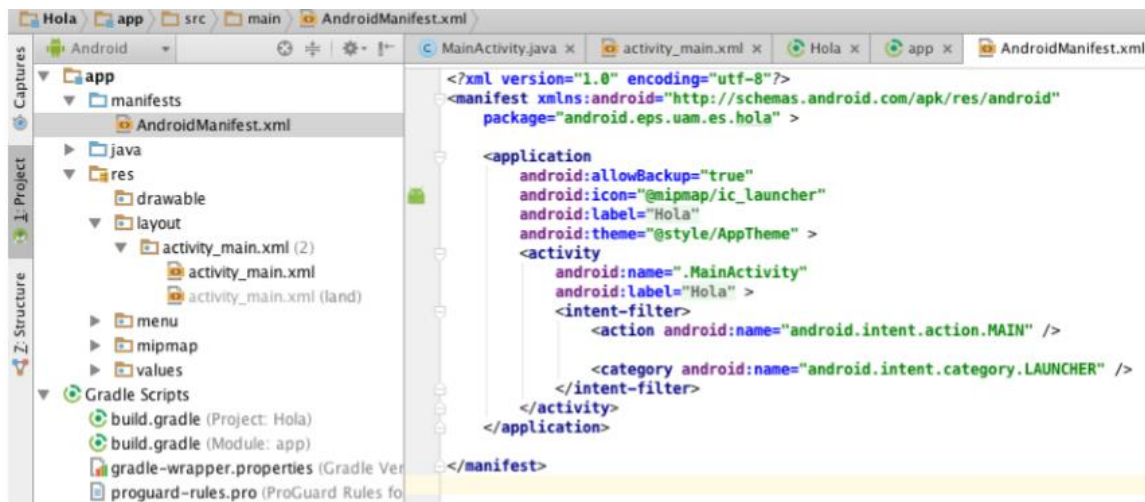 Hola app src main AndroidManifest.xml
Android
MainActivity.java × activity_main.xml × Hola × app × AndroidManifest.xml
Captures
1: Project
Z: Structure
app
manifests
AndroidManifest.xml
java
res
drawable
layout
activity_main.xml (2)
activity_main.xml
activity_main.xml (land)
menu
mipmap
values
Gradle Scripts
build.gradle (Project: Hola)
build.gradle (Module: app)
gradle-wrapper.properties (Gradle Ver
proguard-rules.pro (ProGuard Rules fo
<?xml version="1.0" encoding="utf-8"?>
<manifest xmlns:android="http://schemas.android.com/apk/res/android"
package="android.eps.uam.es.hola" >
<application
android:allowBackup="true"
android:icon="@mipmap/ic_launcher"
android:label="Hola"
android:theme="@style/AppTheme" >
<activity
android:name=".MainActivity"
android:label="Hola" >
<intent-filter>
<action android:name="android.intent.action.MAIN" />
<category android:name="android.intent.category.LAUNCHER" />
</intent-filter>
</activity>
</application>
</manifest>